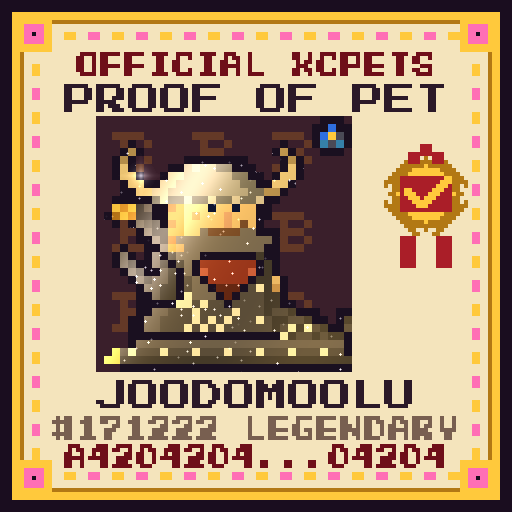 OFFICIAL XCPETS
PROOF OF PET
JOODOMOOLU
#171222 LEGENDARY
A4204204...04204